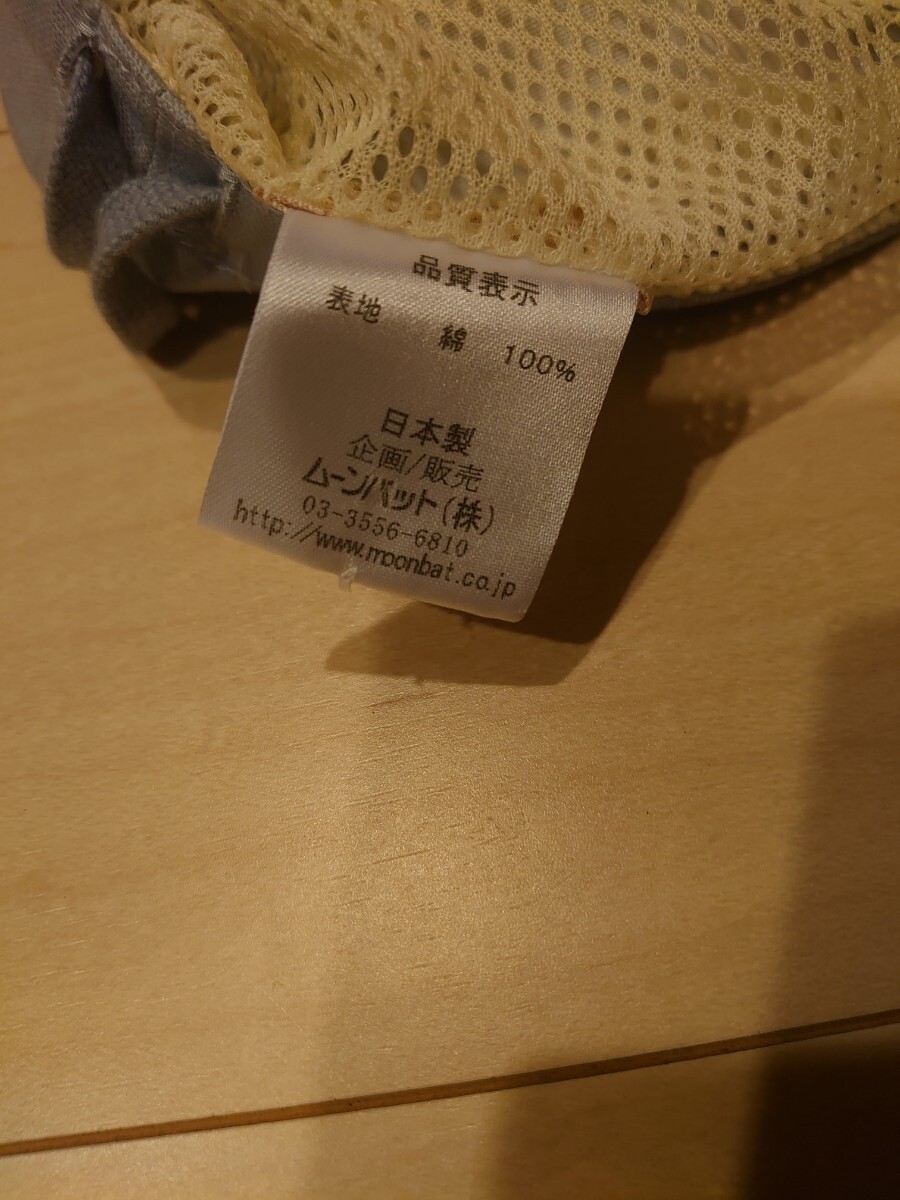 品質表示
表地 綿 100%
日本製
企画/販売
ムーンバット(株)
03-3556-6810
http://www.moonbat.co.jp